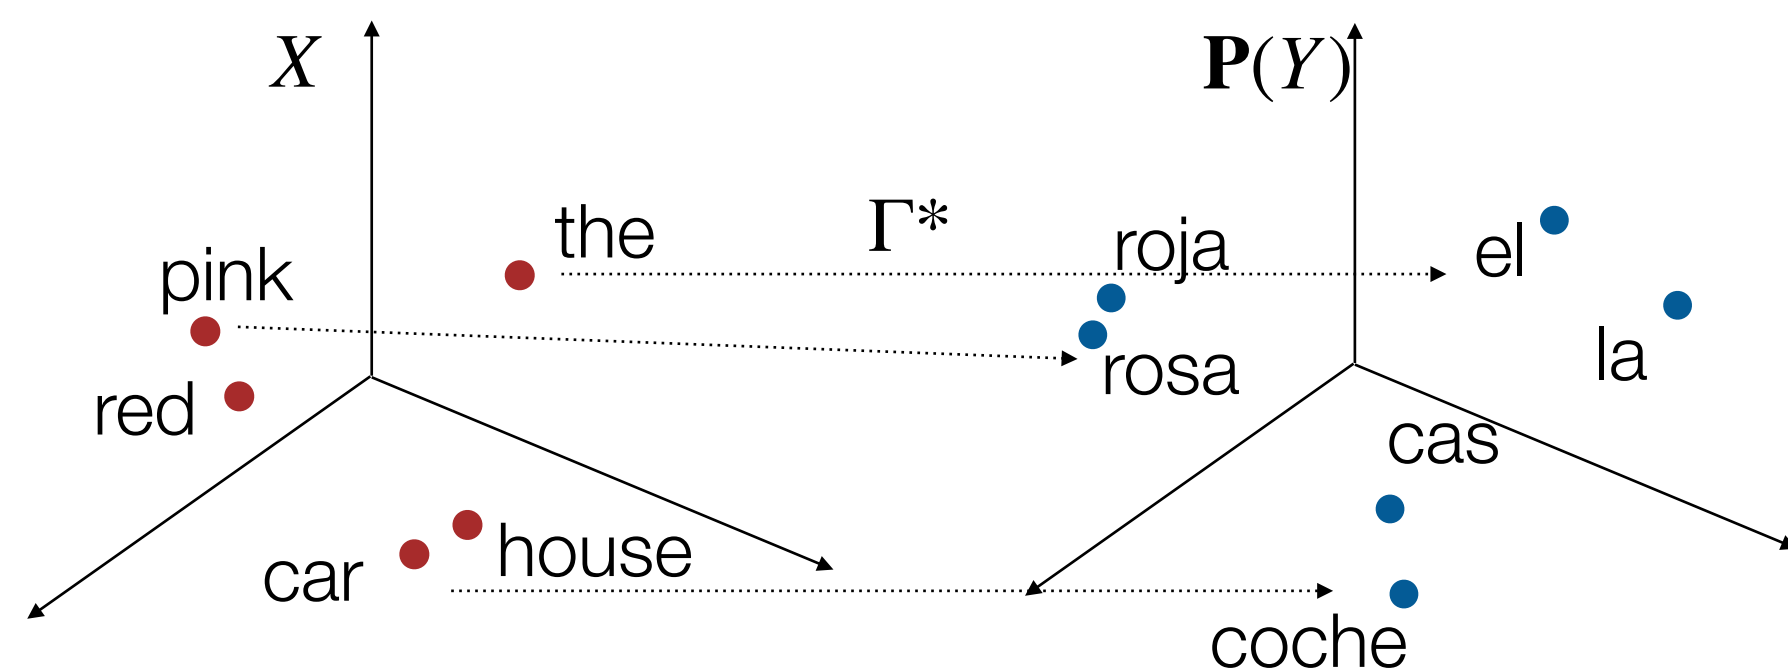 X
P(Y)
the
Γ*
roja
el
pink
rosa
la
red
cas
house
car
coche